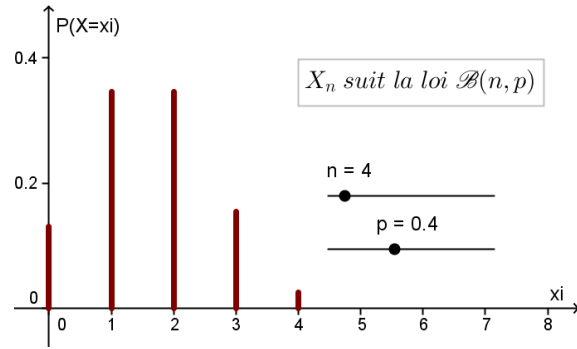 P(X=xi)
0.4
X_n suit la loi ℬ(n, p)
n = 4
0.2
p = 0.4
0
xi
0 1 2 3 4 5 6 7 8